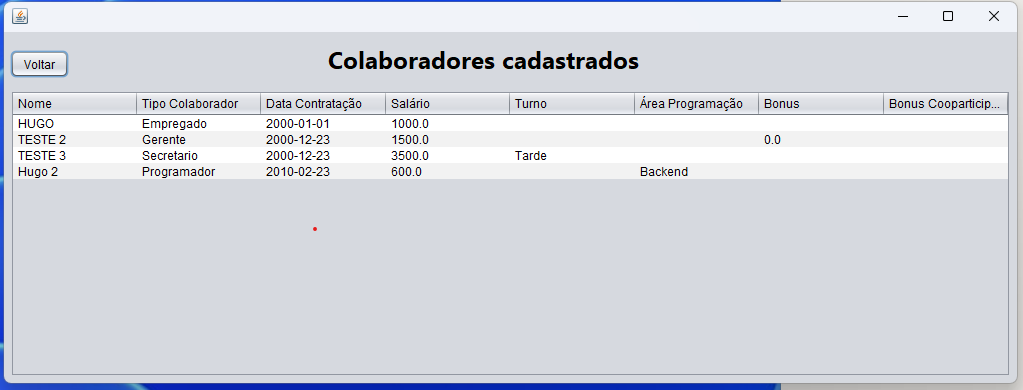 Voltar
Colaboradores cadastrados
Nome Tipo Colaborador Data Contratação Salário Turno Área Programação Bonus Bonus Cooparticip...
HUGO Empregado 2000-01-01 1000.0
TESTE 2 Gerente 2000-12-23 1500.0 0.0
TESTE 3 Secretario 2000-12-23 3500.0 Tarde
Hugo 2 Programador 2010-02-23 600.0 Backend